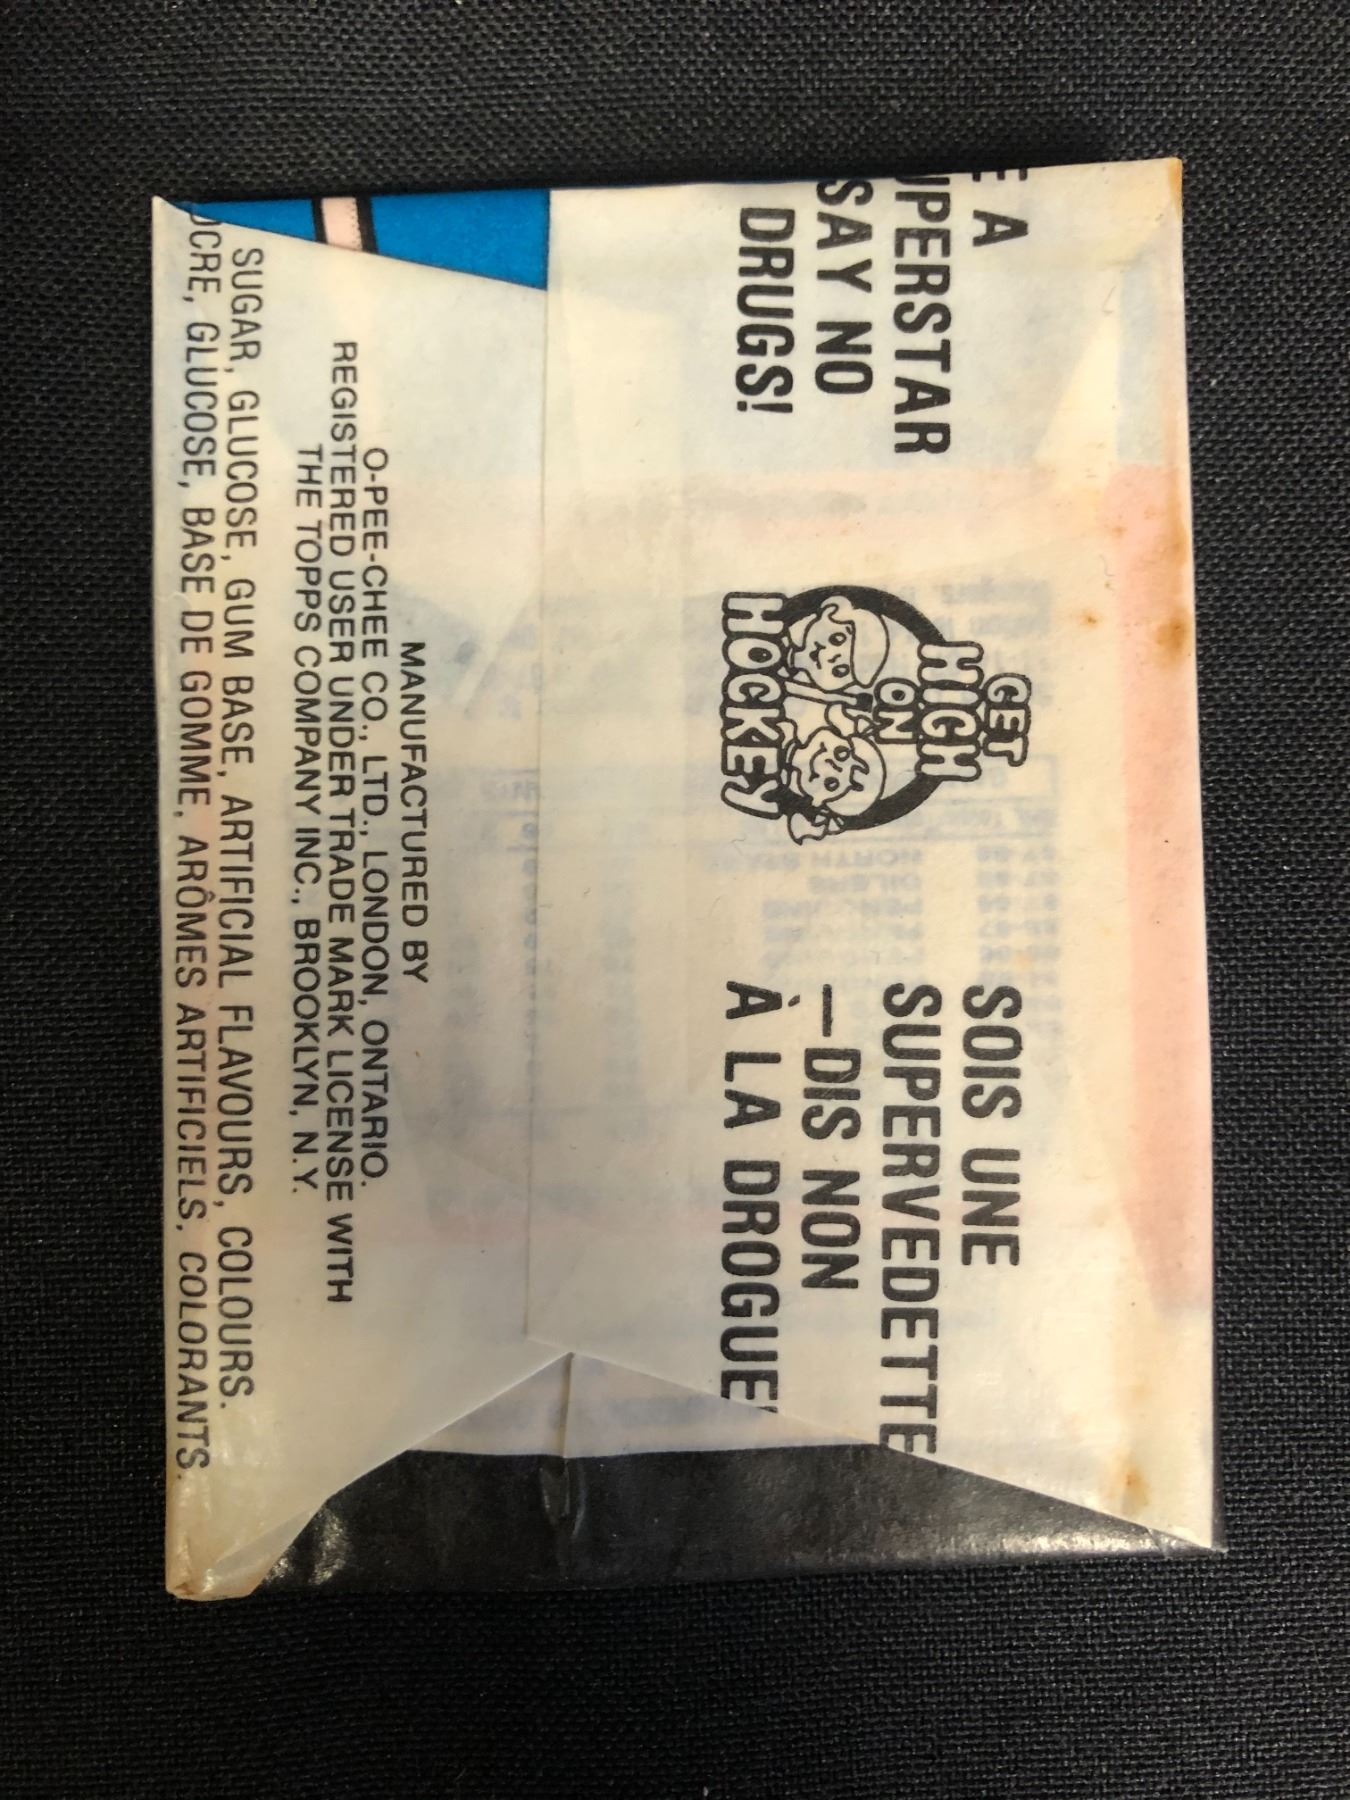 A
SUPERSTAR
SAY NO
DRUGS!
GET
HIGH
ON
HOCKEY
SOIS UNE
SUPERVEDETTE
—DIS NON
À LA DROGUE
MANUFACTURED BY
O-PEE-CHEE CO., LTD., LONDON, ONTARIO.
REGISTERED USER UNDER TRADE MARK LICENSE WITH
THE TOPPS COMPANY INC., BROOKLYN, N.Y.
SUGAR, GLUCOSE, GUM BASE, ARTIFICIAL FLAVOURS, COLOURS.
GLUCOSE, BASE DE GOMME, ARÔMES ARTIFICIELS, COLORANTS.